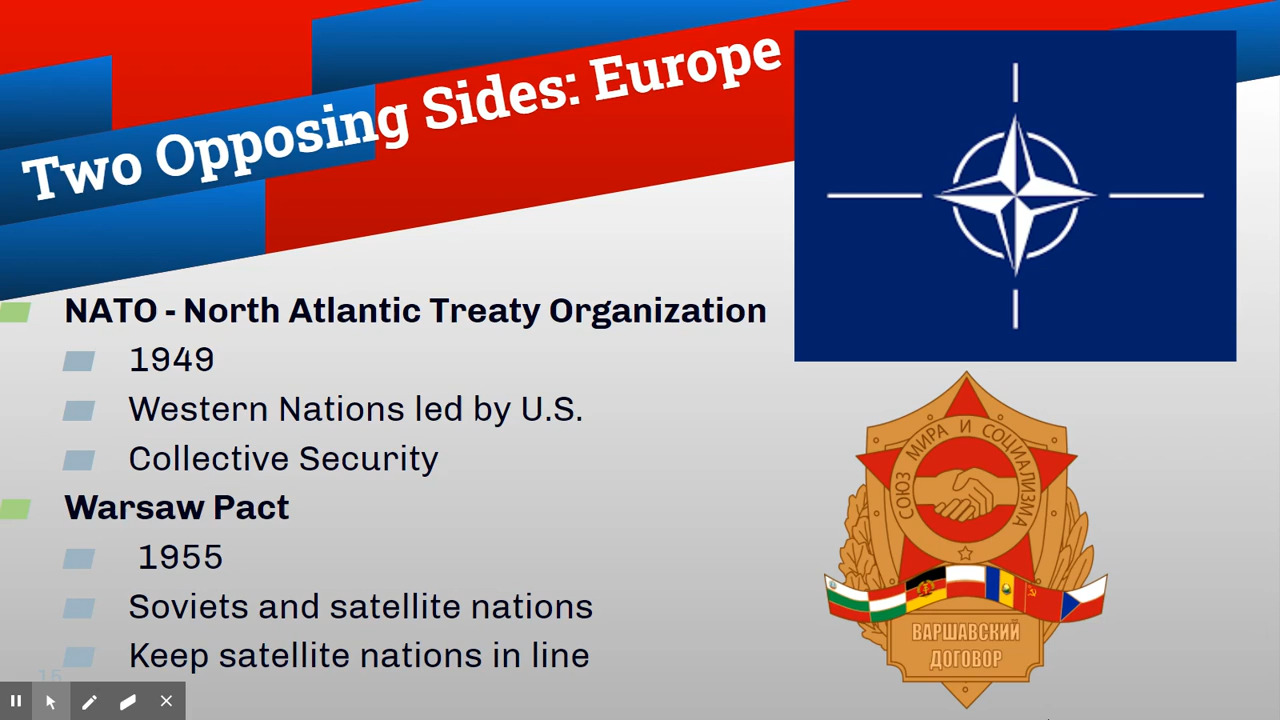 Two Opposing Sides: Europe
NATO - North Atlantic Treaty Organization
1949
Western Nations led by U.S.
Collective Security
Warsaw Pact
1955
Soviets and satellite nations
Keep satellite nations in line
15
СОЮЗ МИРА И СОЦИАЛИЗМА
ВАРШАВСКИЙ
ДОГОВОР